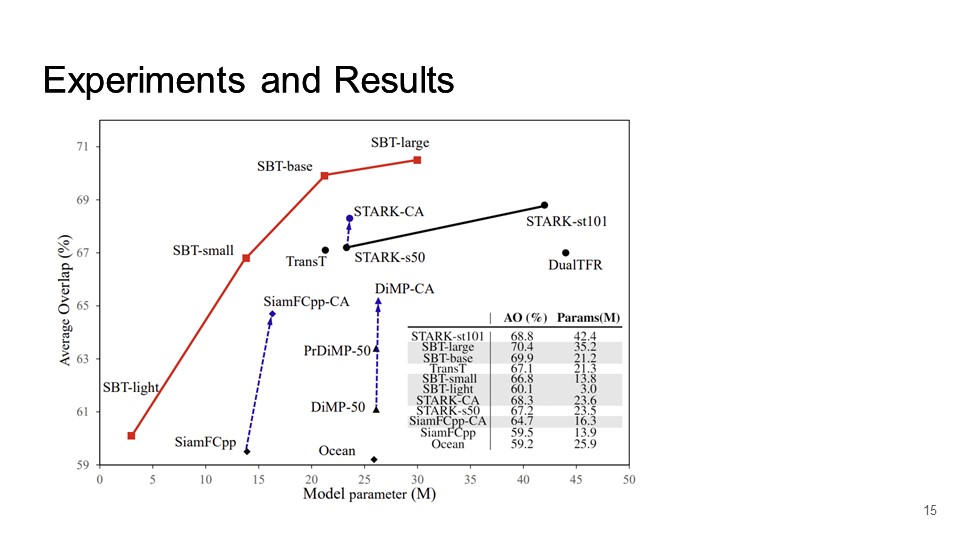 Experiments and Results
71
69
67
65
63
61
59
Average Overlap (%)
0 5 10 15 20 25 30 35 40 45 50
Model parameter (M)
SBT-large
SBT-base
STARK-CA
STARK-st101
SBT-small
TransT
STARK-s50
DualTFR
DiMP-CA
SiamFCpp-CA
PrDiMP-50
SBT-light
DiMP-50
SiamFCpp
Ocean
| AO (%) Params(M)
STARK-st101 68.8 42.4
SBT-large 70.4 35.2
SBT-base 69.9 21.2
TransT 67.1 21.3
SBT-small 66.8 13.8
SBT-light 60.1 3.0
STARK-CA 68.3 23.6
STARK-s50 67.2 23.5
SiamFCpp-CA 64.7 16.3
SiamFCpp 59.5 13.9
Ocean 59.2 25.9
15